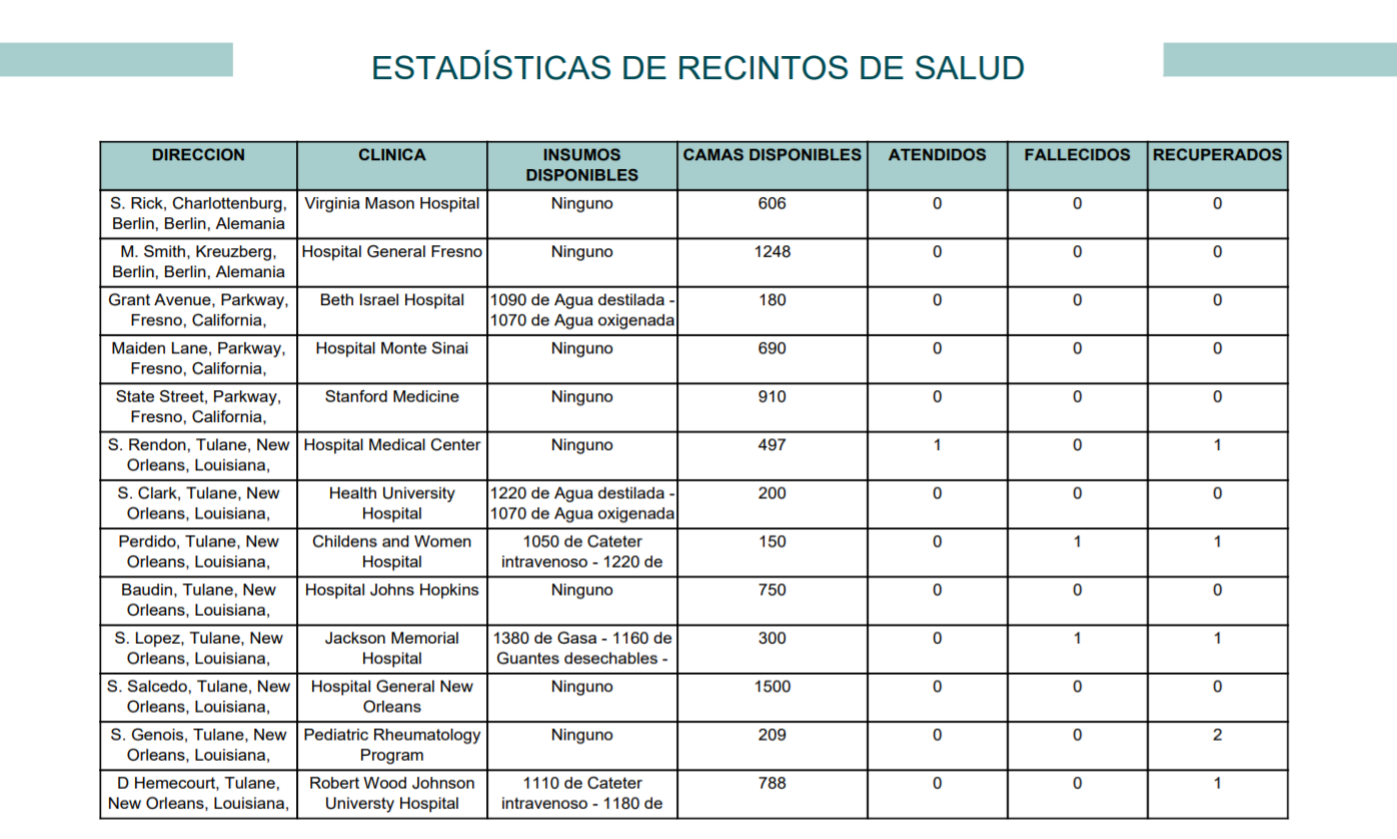 ESTADÍSTICAS DE RECINTOS DE SALUD
DIRECCION CLINICA INSUMOS DISPONIBLES CAMAS DISPONIBLES ATENDIDOS FALLECIDOS RECUPERADOS
S. Rick, Charlottenburg, Virginia Mason Hospital Ninguno 606 0 0 0
Berlin, Berlin, Alemania
M. Smith, Kreuzberg, Hospital General Fresno Ninguno 1248 0 0 0
Berlin, Berlin, Alemania
Grant Avenue, Parkway, Beth Israel Hospital 1090 de Agua destilada - 180 0 0 0
Fresno, California, 1070 de Agua oxigenada
Maiden Lane, Parkway, Hospital Monte Sinai Ninguno 690 0 0 0
Fresno, California,
State Street, Parkway, Stanford Medicine Ninguno 910 0 0 0
Fresno, California,
S. Rendon, Tulane, New Hospital Medical Center Ninguno 497 1 0 1
Orleans, Louisiana,
S. Clark, Tulane, New Health University 1220 de Agua destilada - 200 0 0 0
Orleans, Louisiana, Hospital 1070 de Agua oxigenada
Perdido, Tulane, New Childens and Women 1050 de Cateter 150 0 1 1
Orleans, Louisiana, Hospital intravenoso - 1220 de
Baudin, Tulane, New Hospital Johns Hopkins Ninguno 750 0 0 0
Orleans, Louisiana,
S. Lopez, Tulane, New Jackson Memorial 1380 de Gasa - 1160 de 300 0 1 1
Orleans, Louisiana, Hospital Guantes desechables -
S. Salcedo, Tulane, New Hospital General New Ninguno 1500 0 0 0
Orleans, Louisiana, Orleans
S. Genois, Tulane, New Pediatric Rheumatology Ninguno 209 0 0 2
Orleans, Louisiana, Program
D Hemecourt, Tulane, Robert Wood Johnson 1110 de Cateter 788 0 0 1
New Orleans, Louisiana, Universty Hospital intravenoso - 1180 de